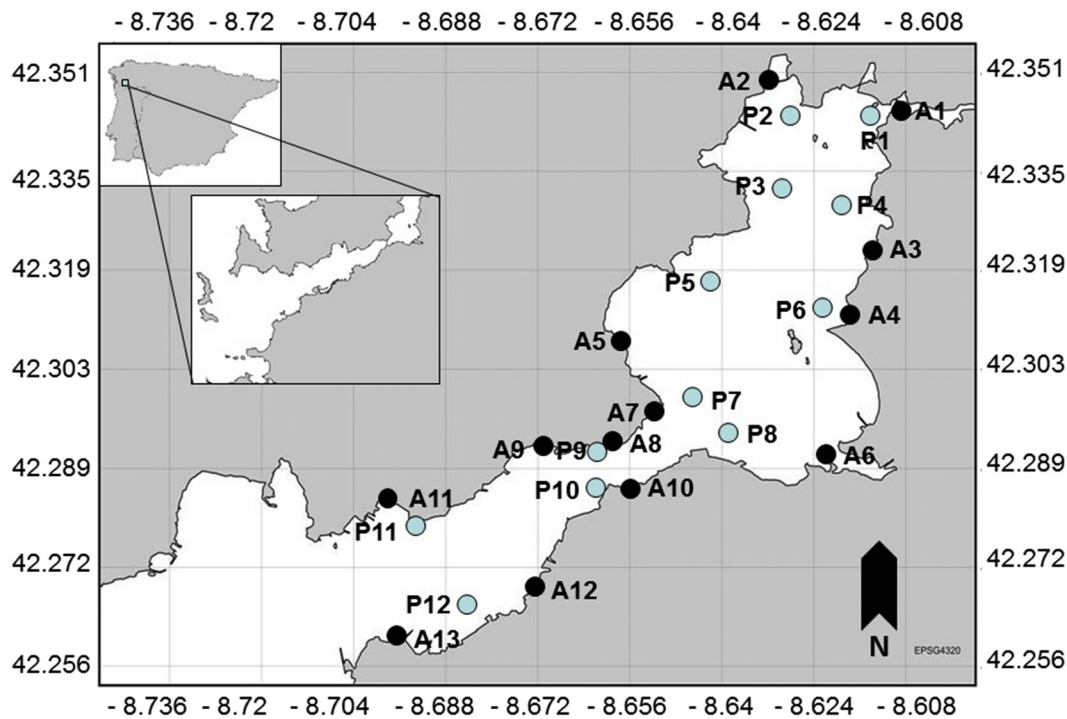 - 8.736 - 8.72 - 8.704 - 8.688 - 8.672 - 8.656 - 8.64 - 8.624 - 8.608
42.351 A2 42.351
P2 A1
P1
42.335 P3 42.335
P4
A3
42.319 P5 42.319
P6 A4
A5
42.303 42.303
P7
A7
P8
A9 P9 A8 A6
42.289 42.289
P10 A10
A11
P11
42.272 42.272
A12
P12
A13 N EPSG4320
42.256 42.256
- 8.736 - 8.72 - 8.704 - 8.688 - 8.672 - 8.656 - 8.64 - 8.624 - 8.608